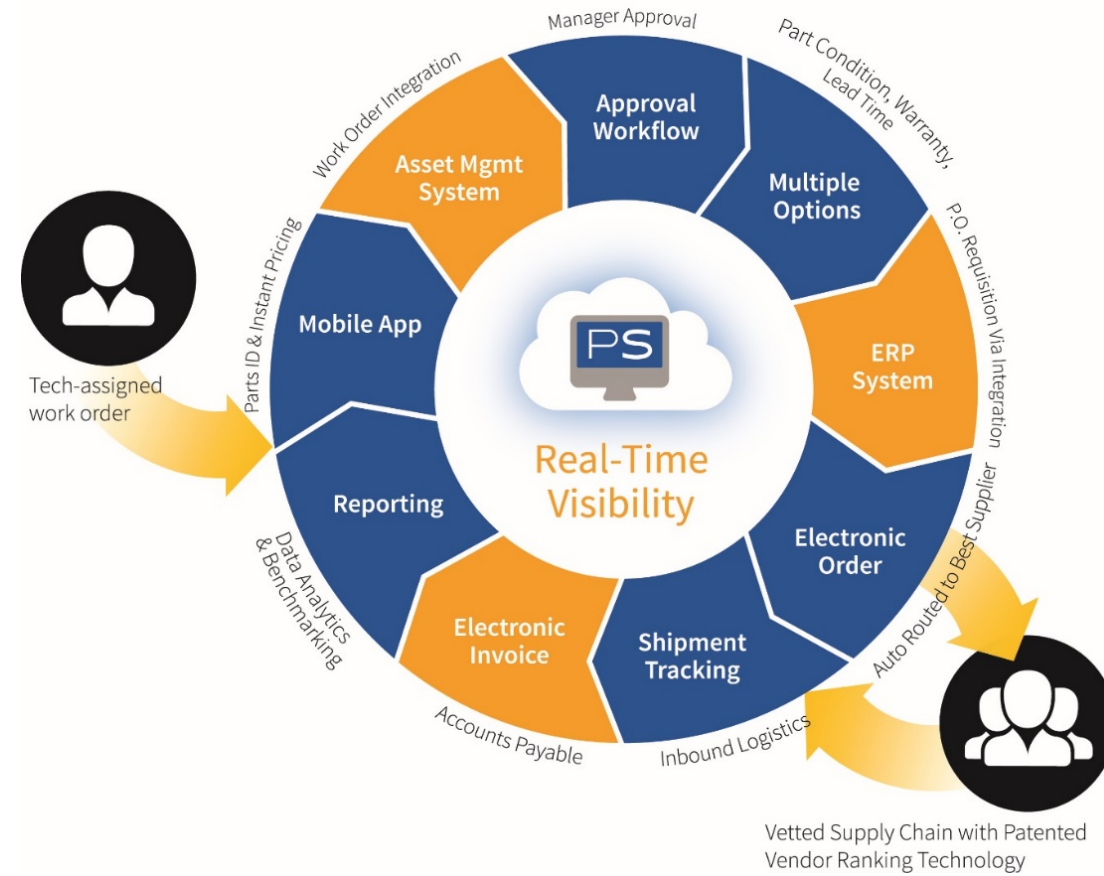 Manager Approval
Part Condition, Warranty,
Lead Time
Work Order Integration
Approval
Workflow
Asset Mgmt
System
Multiple
Options
P.O. Requisition Via Integration
Parts ID & Instant Pricing
Mobile App
PS
ERP
System
Tech-assigned
work order
Real-Time
Visibility
Reporting
Electronic
Order
Auto Routed to Best Supplier
Data Analytics
& Benchmarking
Electronic
Invoice
Shipment
Tracking
Accounts Payable
Inbound Logistics
Vetted Supply Chain with Patented
Vendor Ranking Technology